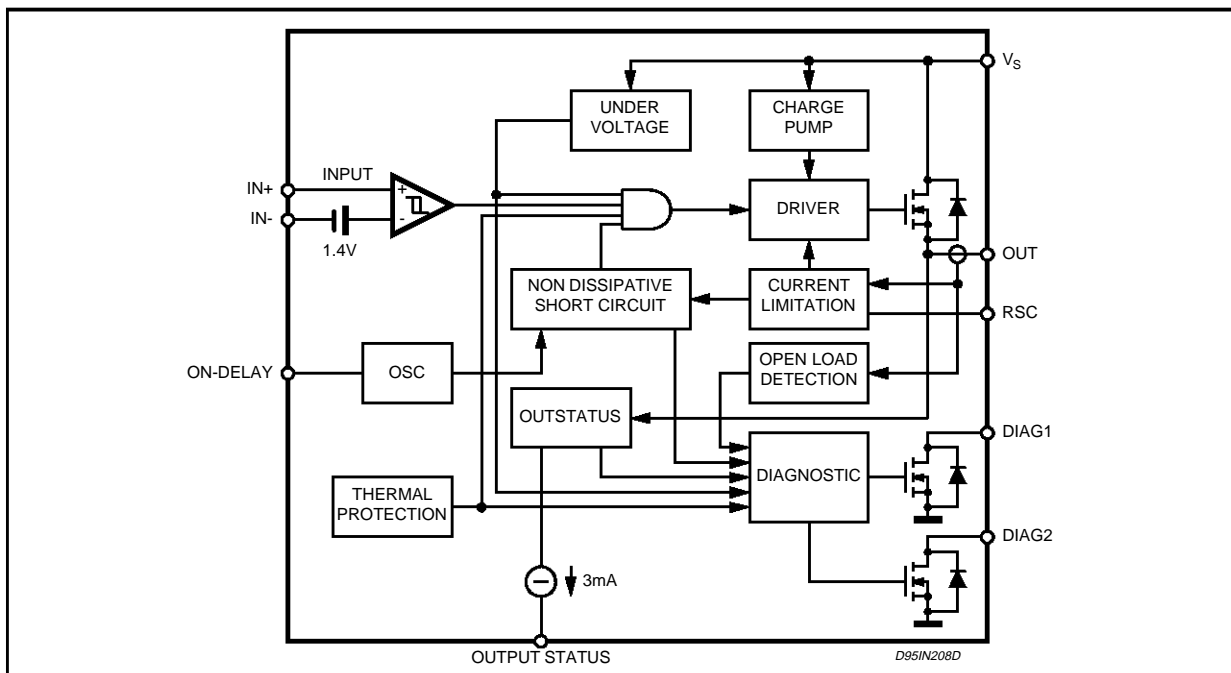 VS
UNDER
VOLTAGE
CHARGE
PUMP
INPUT
IN+
+
IN-
-
1.4V
DRIVER
OUT
NON DISSIPATIVE
SHORT CIRCUIT
CURRENT
LIMITATION
RSC
ON-DELAY
OSC
OPEN LOAD
DETECTION
OUTSTATUS
DIAG1
DIAGNOSTIC
THERMAL
PROTECTION
DIAG2
3mA
OUTPUT STATUS
D95IN208D